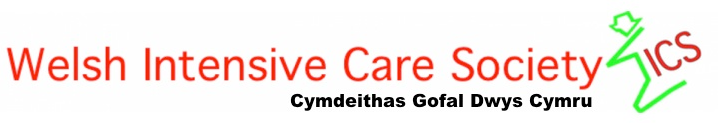 Welsh Intensive Care Society
ICS
Cymdeithas Gofal Dwys Cymru